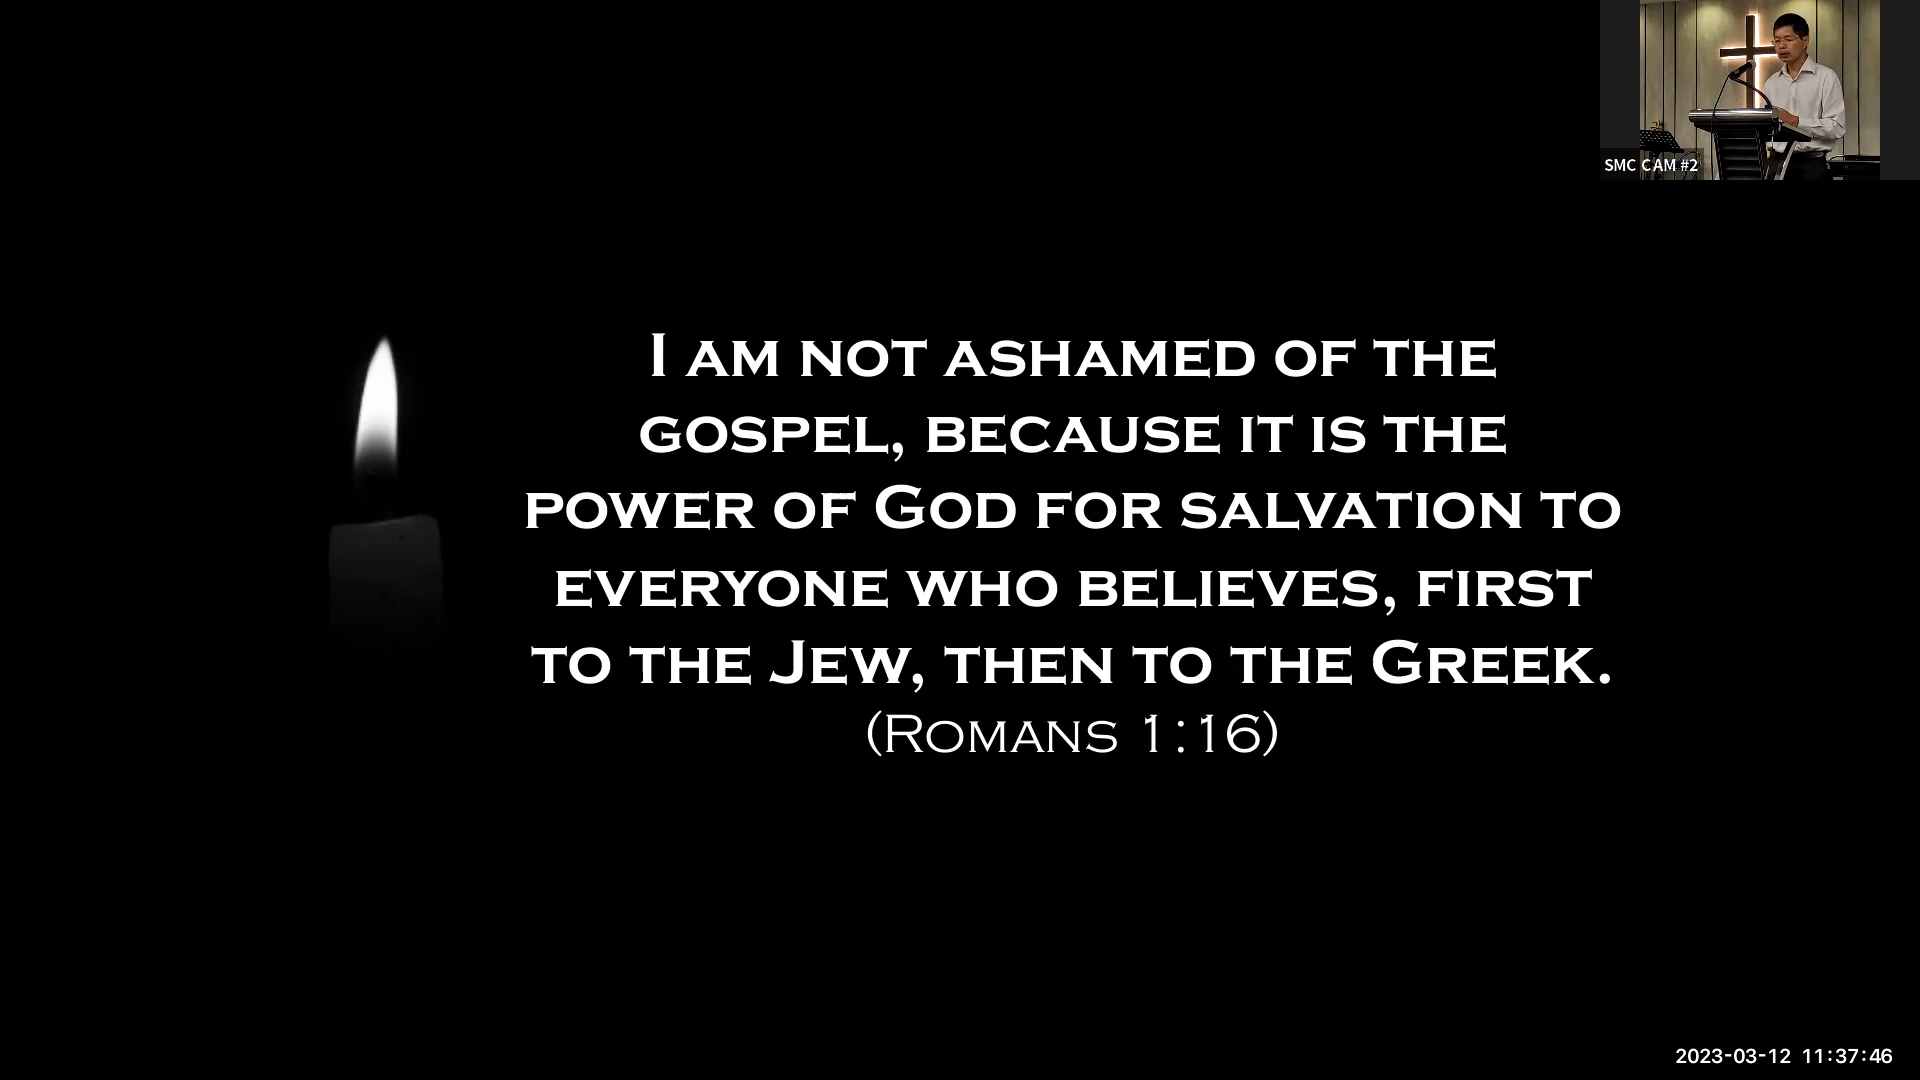 SMC CAM #2
I AM NOT ASHAMED OF THE
GOSPEL, BECAUSE IT IS THE
POWER OF GOD FOR SALVATION TO
EVERYONE WHO BELIEVES, FIRST
TO THE JEW, THEN TO THE GREEK.
(ROMANS 1:16)
2023-03-12 11:37:46